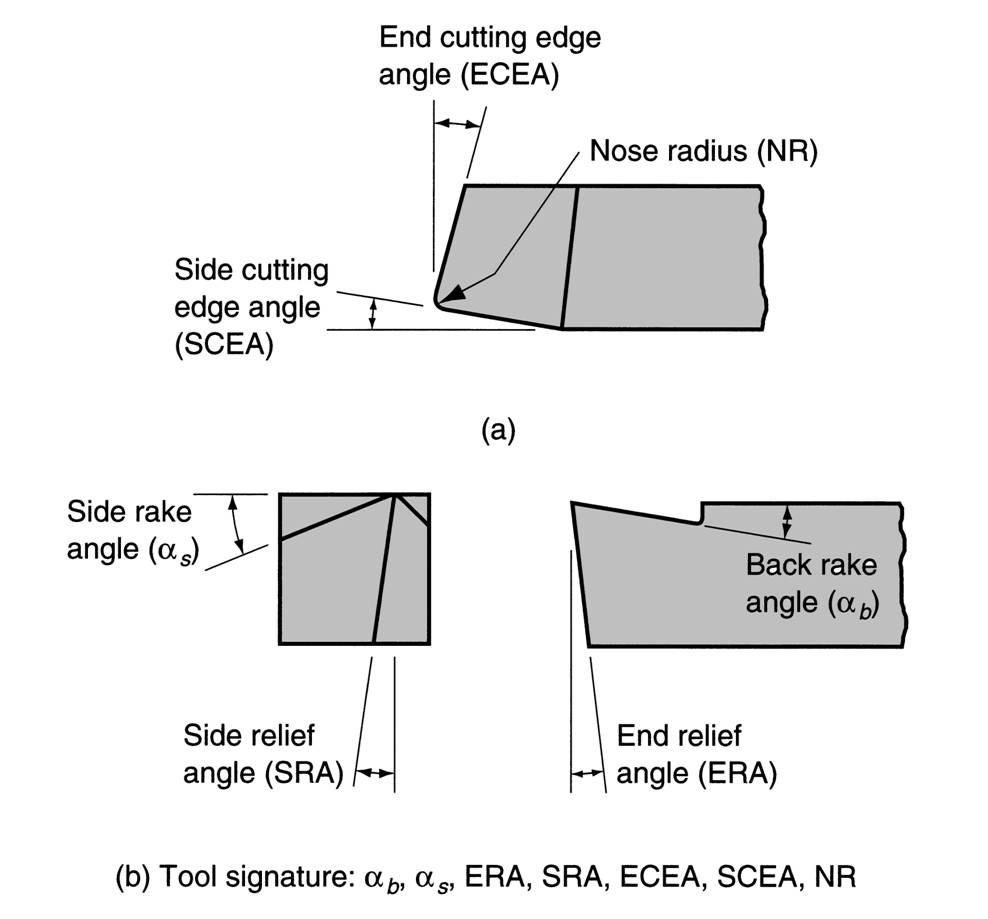 End cutting edge
angle (ECEA)
Nose radius (NR)
Side cutting
edge angle
(SCEA)
(a)
Side rake
angle (αs)
Back rake
angle (αb)
Side relief
angle (SRA)
End relief
angle (ERA)
(b) Tool signature: αb, αs, ERA, SRA, ECEA, SCEA, NR